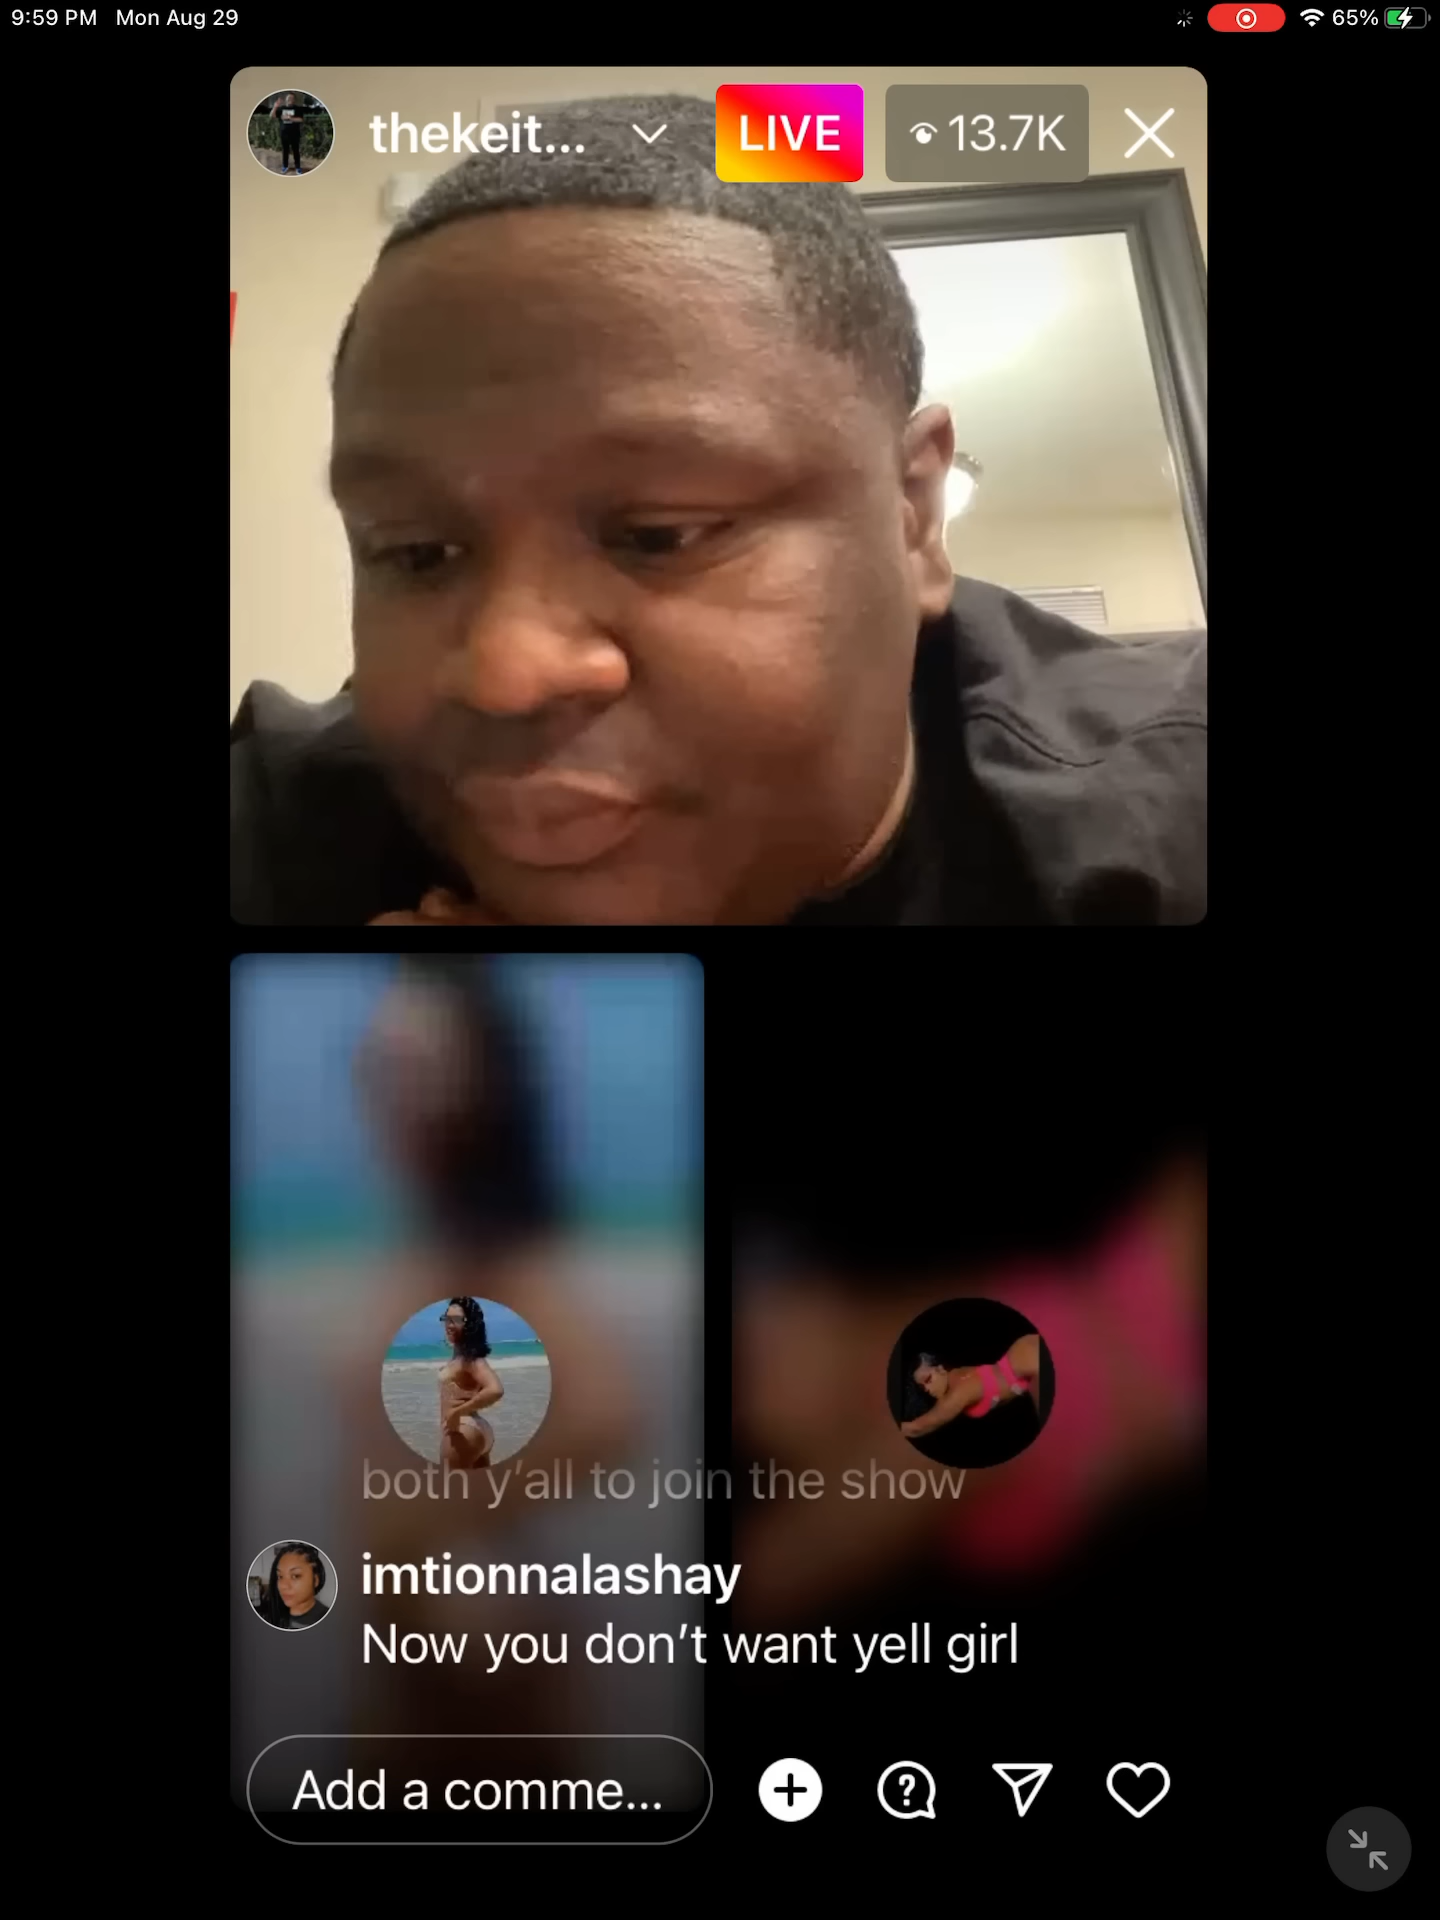 9:59 PM Mon Aug 29
65%
thekeit... LIVE 13.7K
both y'all to join the show
imtionnalashay
Now you don't want yell girl
Add a comme...